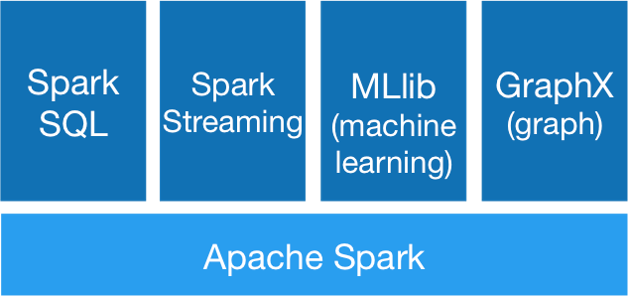 Spark
SQL
Spark
Streaming
MLlib
(machine
learning)
GraphX
(graph)
Apache Spark